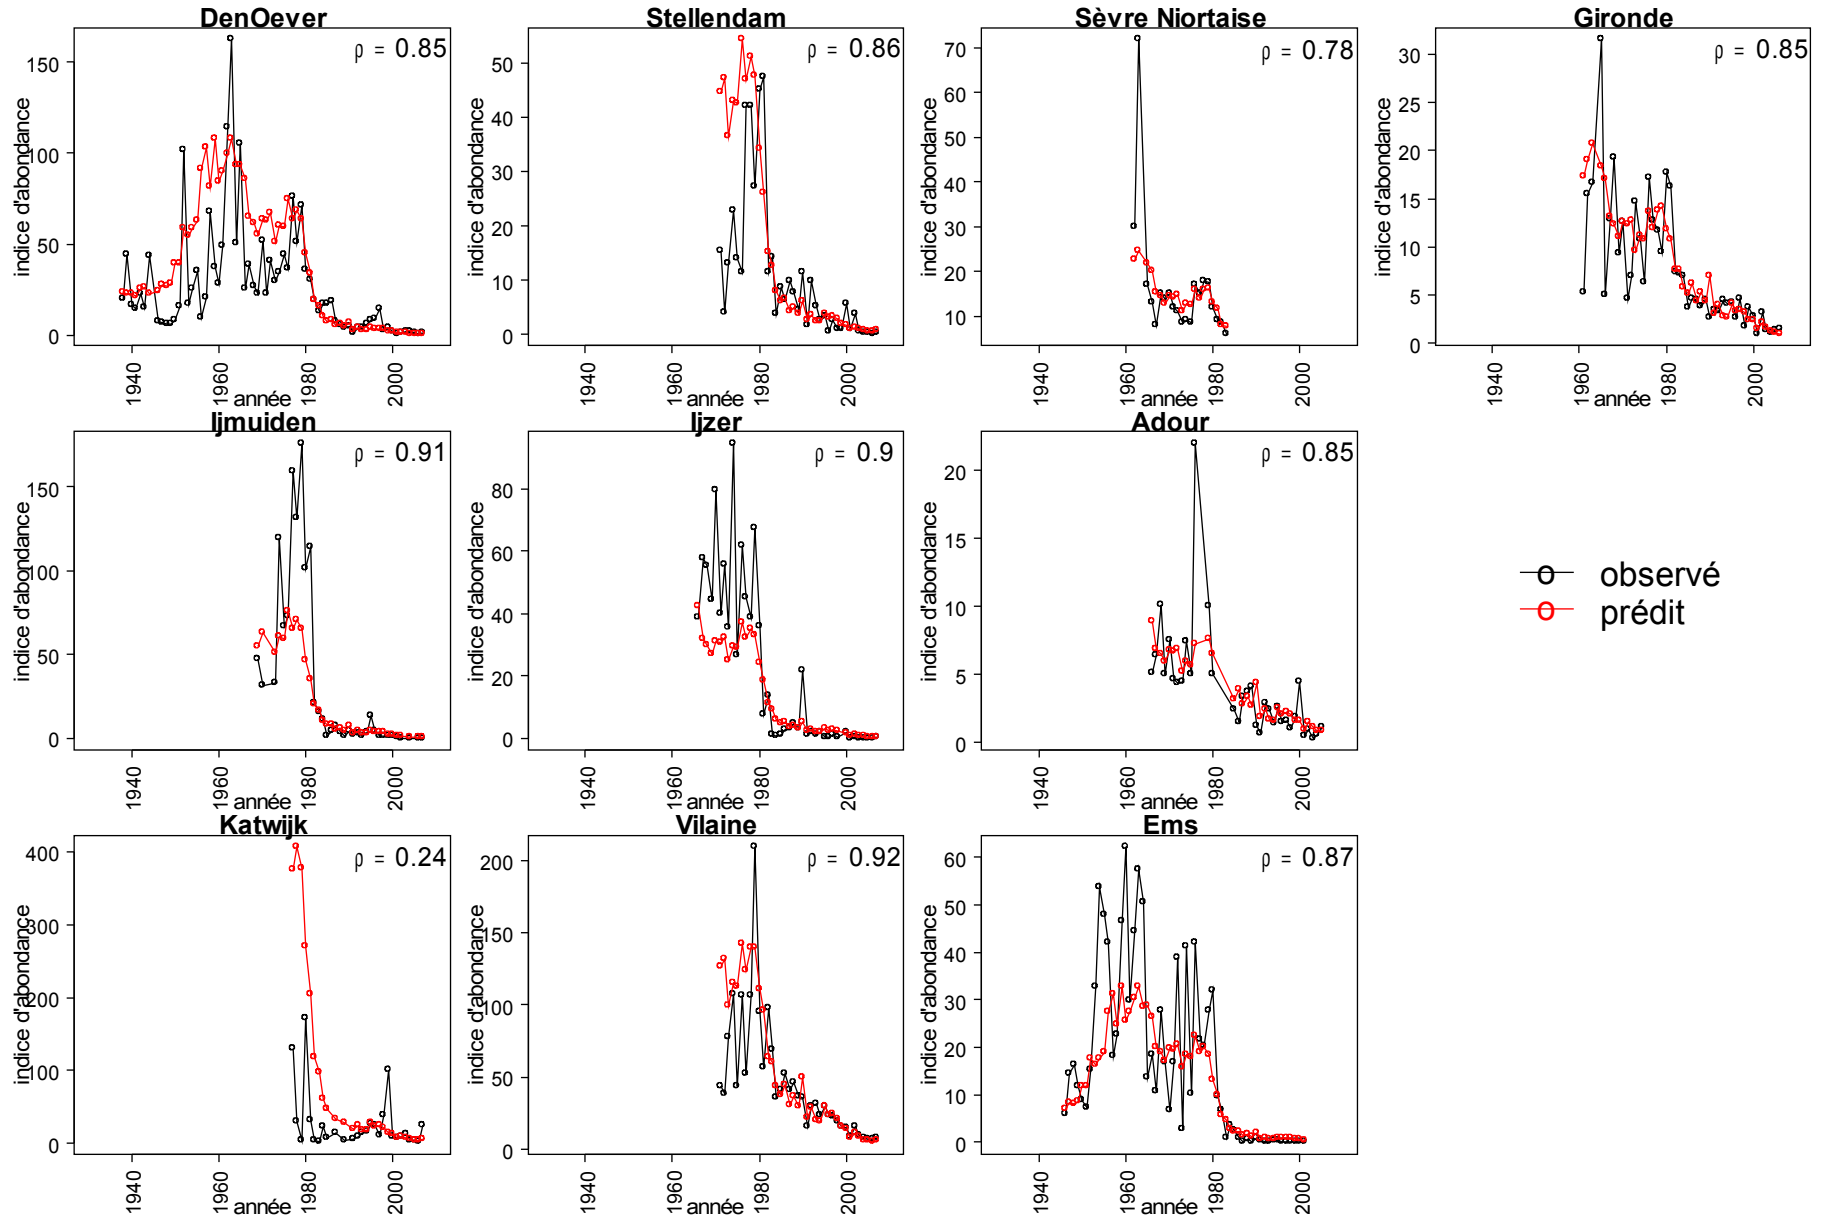 DenOever
ρ = 0.85
indice d'abondance
0 50 100 150
1940 1960 1980 2000
année
Stellendam
ρ = 0.86
indice d'abondance
0 10 20 30 40 50
1940 1960 1980 2000
année
Sèvre Niortaise
ρ = 0.78
indice d'abondance
10 20 30 40 50 60 70
1940 1960 1980 2000
année
Gironde
ρ = 0.85
indice d'abondance
0 5 10 15 20 25 30
1940 1960 1980 2000
année
Ijmuiden
ρ = 0.91
indice d'abondance
0 50 100 150
1940 1960 1980 2000
année
Ijzer
ρ = 0.9
indice d'abondance
0 20 40 60 80
1940 1960 1980 2000
année
Adour
ρ = 0.85
indice d'abondance
0 5 10 15 20
1940 1960 1980 2000
année
observé
prédit
Katwijk
ρ = 0.24
indice d'abondance
0 100 200 300 400
1940 1960 1980 2000
année
Vilaine
ρ = 0.92
indice d'abondance
0 50 100 150 200
1940 1960 1980 2000
année
Ems
ρ = 0.87
indice d'abondance
0 10 20 30 40 50 60
1940 1960 1980 2000
année